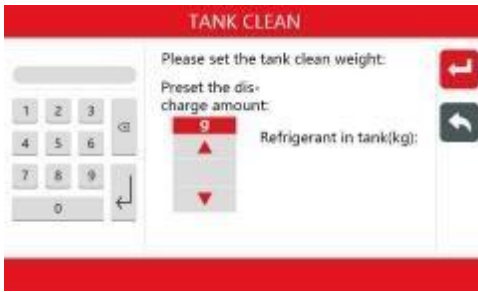 TANK CLEAN
Please set the tank clean weight:
Preset the dis-
charge amount:
g
Refrigerant in tank(kg):
1 2 3
4 5 6
7 8 9
0